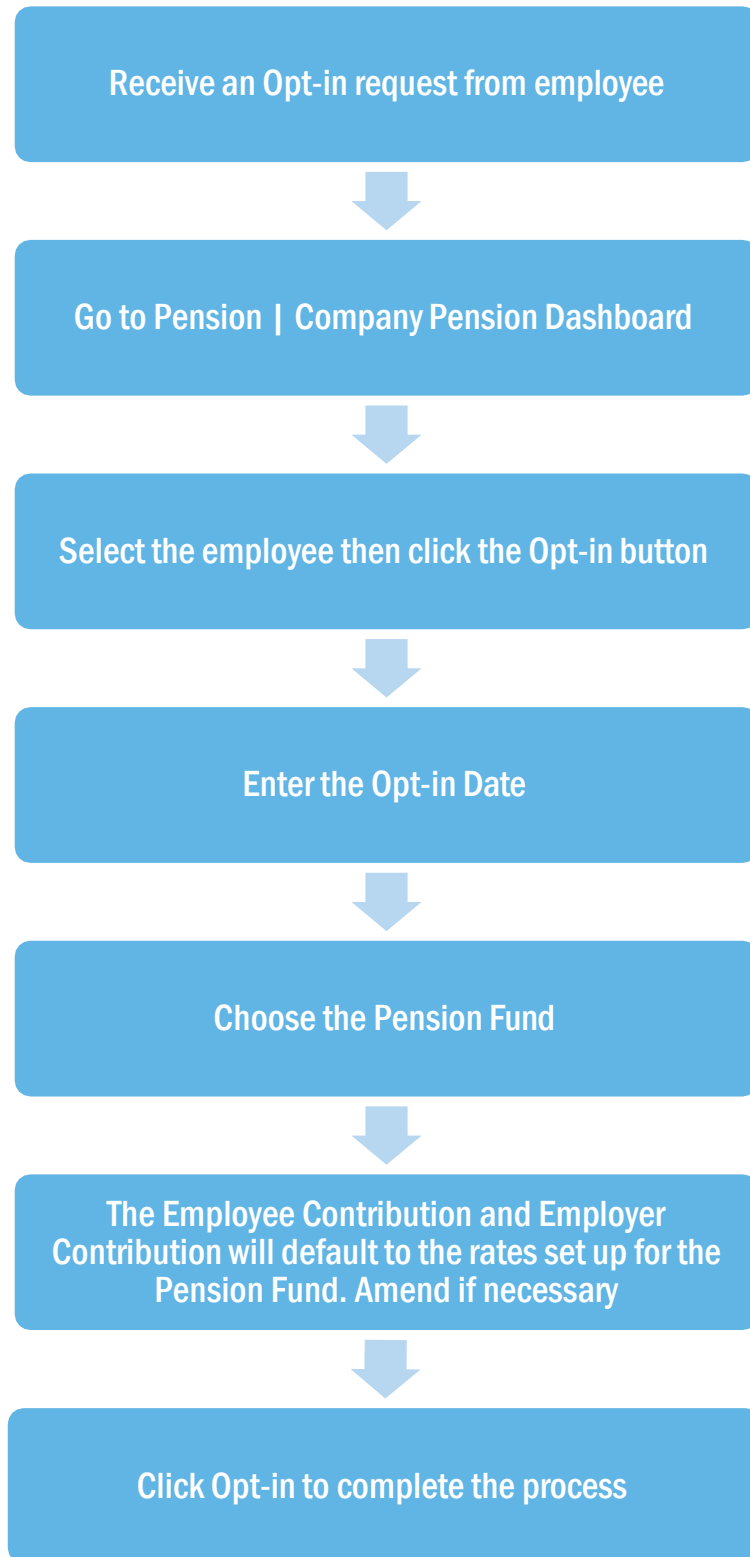 Receive an Opt-in request from employee
Go to Pension | Company Pension Dashboard
Select the employee then click the Opt-in button
Enter the Opt-in Date
Choose the Pension Fund
The Employee Contribution and Employer
Contribution will default to the rates set up for the
Pension Fund. Amend if necessary
Click Opt-in to complete the process